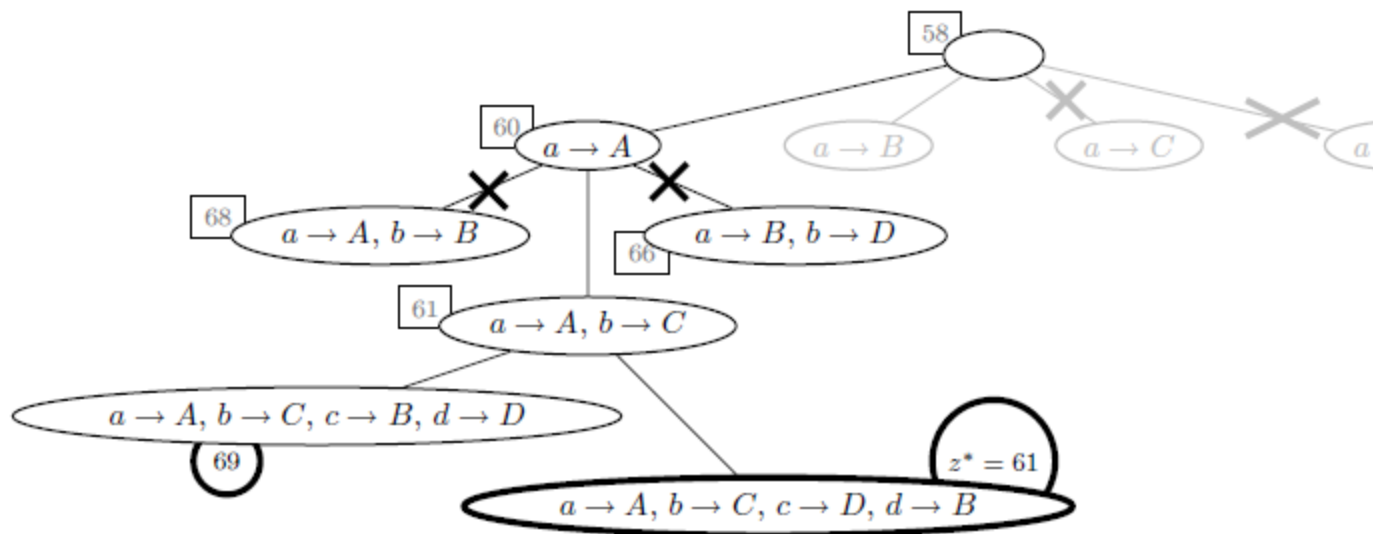 58
60
a → A
a → B
a → C
a
68
a → A, b → B
a → B, b → D
66
61
a → A, b → C
a → A, b → C, c → B, d → D
69
z* = 61
a → A, b → C, c → D, d → B